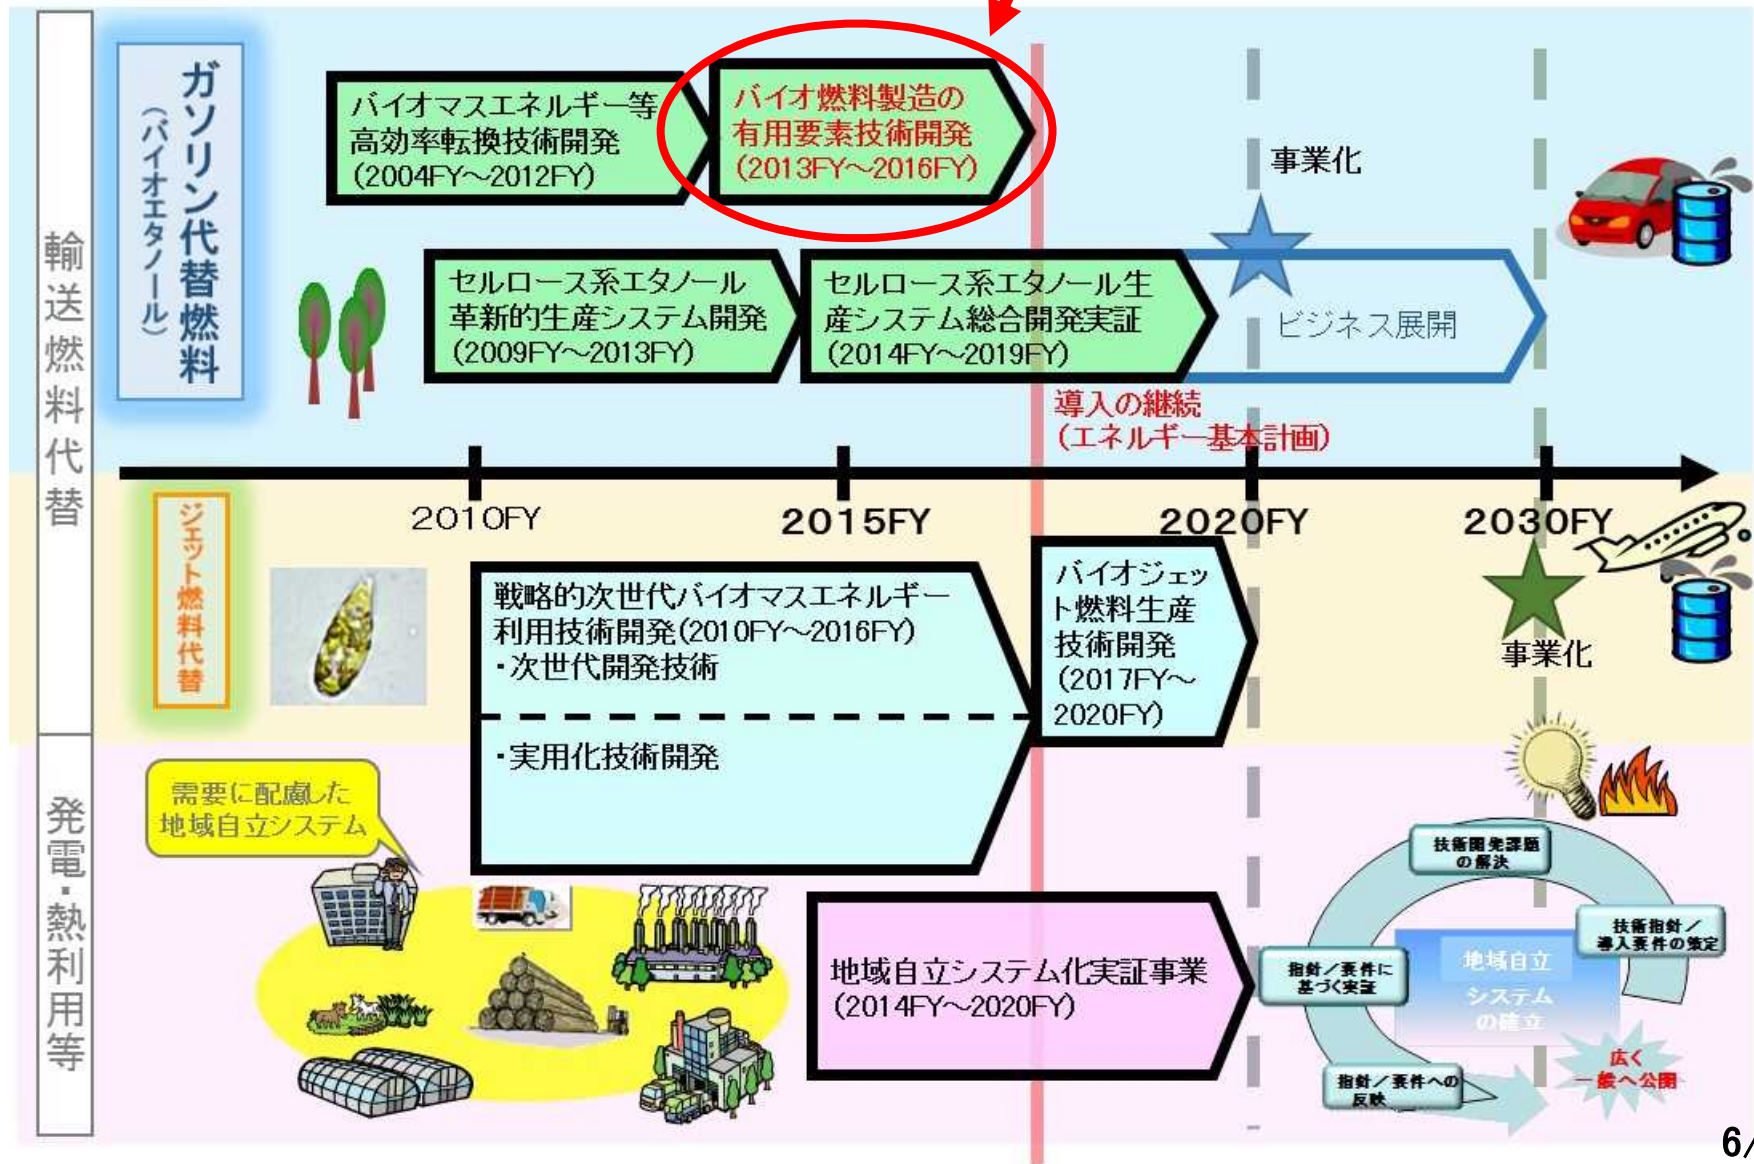 輸送燃料代替
ガソリン代替燃料
(バイオエタノール)
バイオマスエネルギー等
高効率転換技術開発
(2004FY～2012FY)
バイオ燃料製造の
有用要素技術開発
(2013FY～2016FY)
事業化
セルロース系エタノール
革新的生産システム開発
(2009FY～2013FY)
セルロース系エタノール生
産システム総合開発実証
(2014FY～2019FY)
ビジネス展開
導入の継続
(エネルギー基本計画)
2010FY
2015FY
2020FY
2030FY
ジェット燃料代替
戦略的次世代バイオマスエネルギー
利用技術開発(2010FY～2016FY)
・次世代開発技術
・実用化技術開発
バイオジェッ
ト燃料生産
技術開発
(2017FY～
2020FY)
事業化
発電・熱利用等
需要に配慮した
地域自立システム
地域自立システム化実証事業
(2014FY～2020FY)
技術開発課題
の解決
技術指針／
導入要件の策定
指針／要件に
基づく実証
地域自立
システム
の確立
指針／要件への
反映
広く
一般へ公開
6/